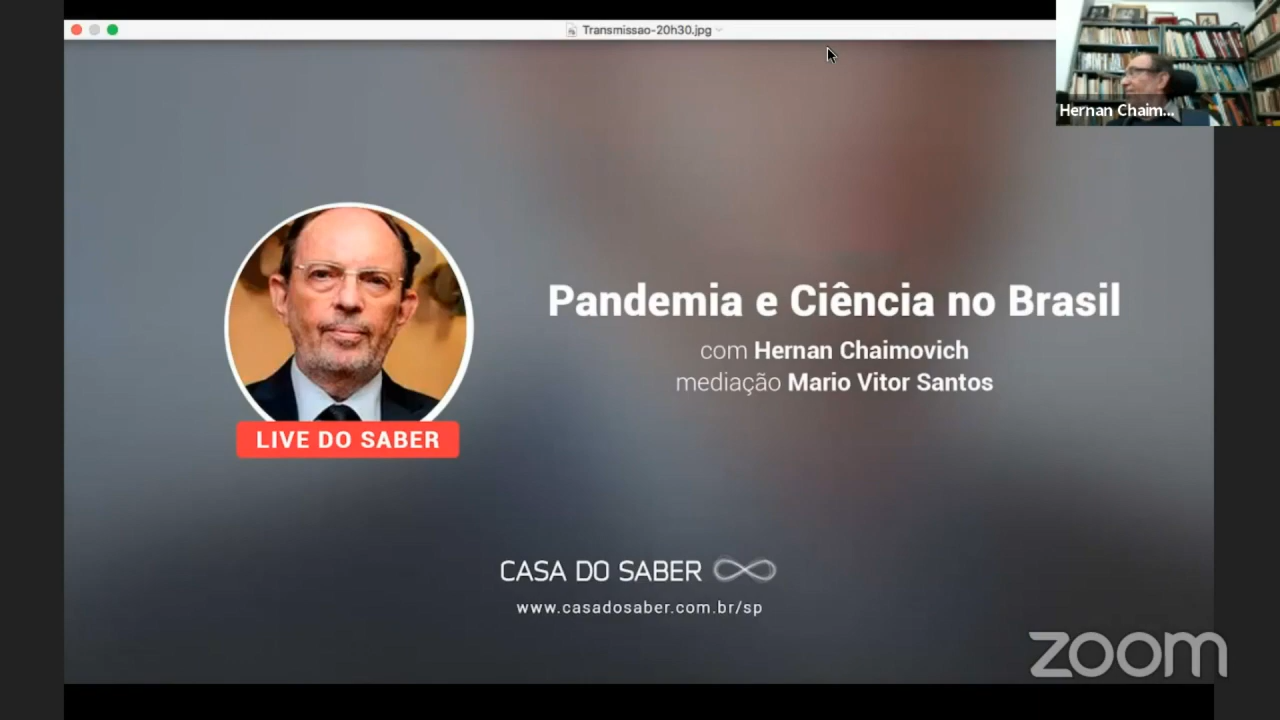 Transmissao-20h30.jpg
Hernan Chaim...
Pandemia e Ciência no Brasil
com Hernan Chaimovich
mediação Mario Vitor Santos
LIVE DO SABER
CASA DO SABER
www.casadosaber.com.br/sp
zoom